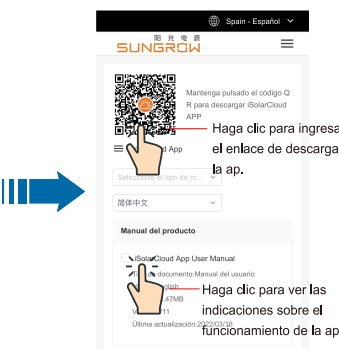 Spain - Español
阳 光 电 源
SUNGROW
Mantenga pulsado el código Q
R para descargar iSolarCloud
APP
Haga clic para ingresa
el enlace de descarga
la ap.
d App
Seleccione el tipo de m...
简体中文
Manual del producto
iSolarCloud App User Manual
documento:Manual del usuario
English
.47MB
V 11
Última actualización:2022/03/16
Haga clic para ver las
indicaciones sobre el
funcionamiento de la ap